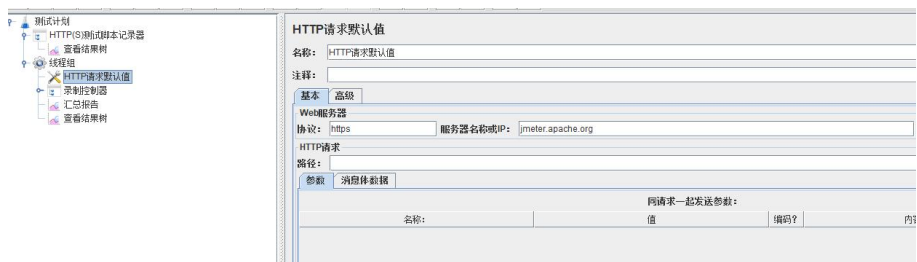 测试计划
HTTP(S)测试脚本记录器
查看结果树
线程组
HTTP请求默认值
录制控制器
汇总报告
查看结果树
HTTP请求默认值
名称： HTTP请求默认值
注释：
基本 高级
Web服务器
协议： https 服务器名称或IP： jmeter.apache.org
HTTP请求
路径：
参数 消息体数据
同请求一起发送参数：
名称： 值 编码？ 内